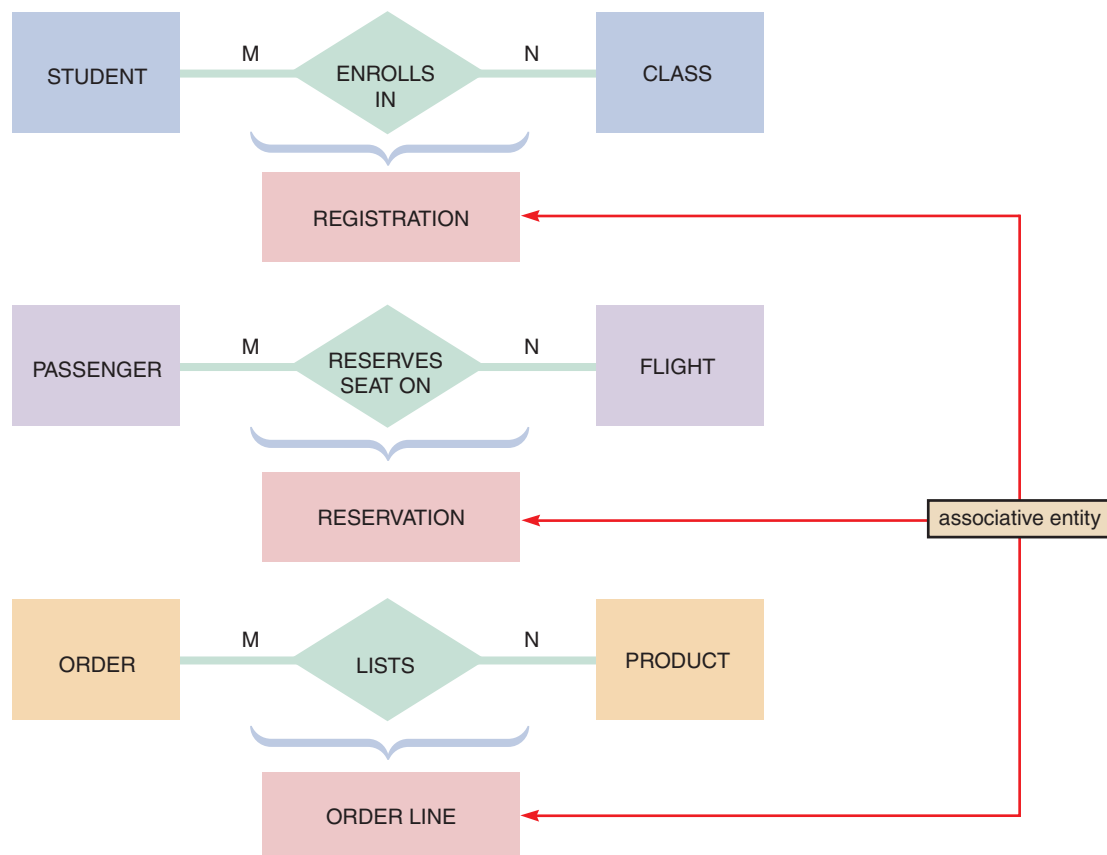 M
N
STUDENT
ENROLLS
IN
CLASS
REGISTRATION
M
N
PASSENGER
RESERVES
SEAT ON
FLIGHT
RESERVATION
associative entity
M
N
ORDER
LISTS
PRODUCT
ORDER LINE